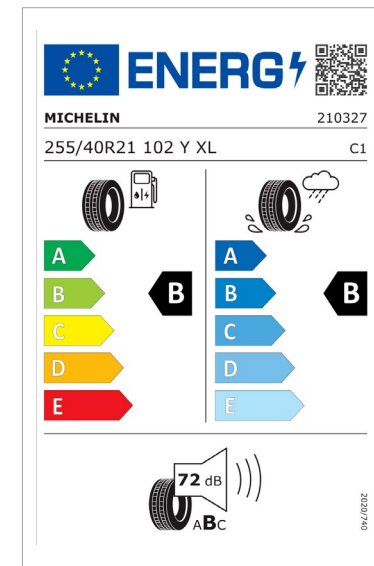 ENERG
MICHELIN 210327
255/40R21 102 Y XL C1
A A
B B B B
C C
D D
E E
72 dB
ABC
2020/740